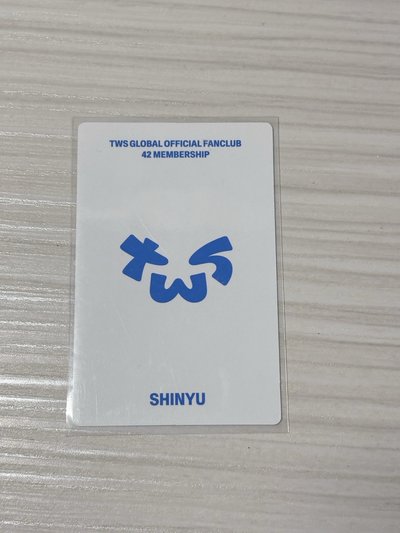 TWS GLOBAL OFFICIAL FANCLUB
42 MEMBERSHIP
tws
SHINYU